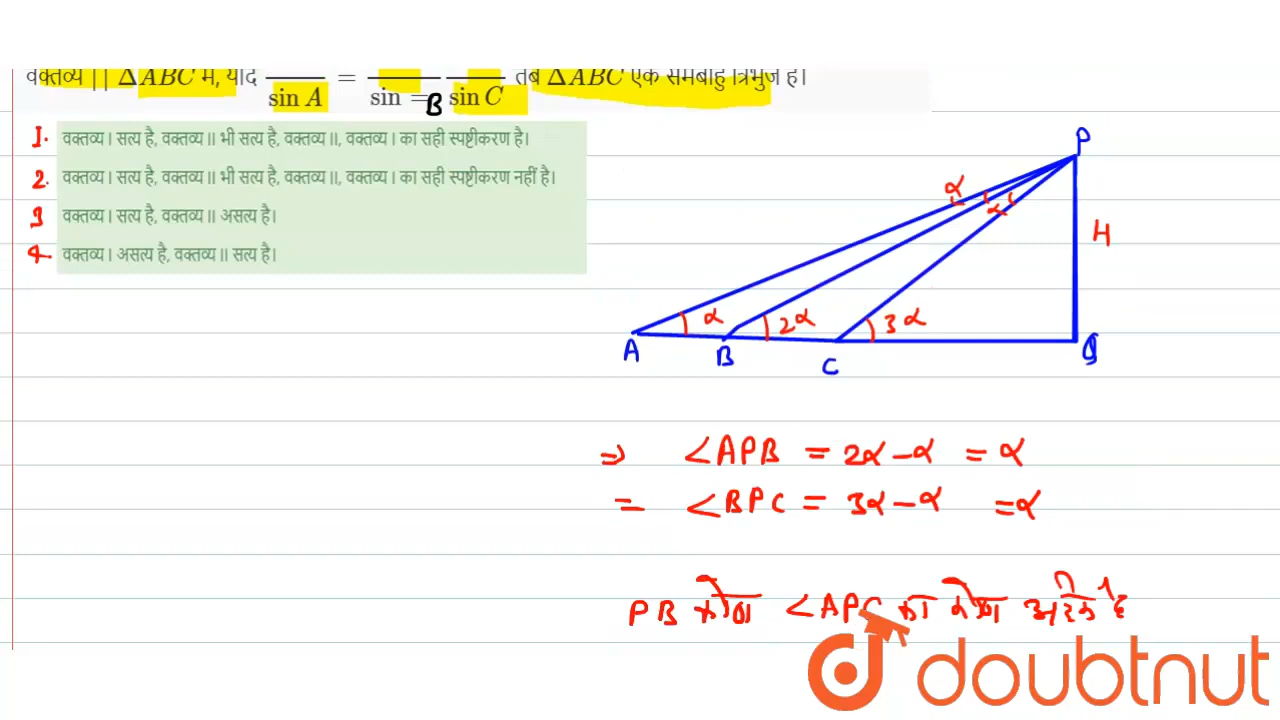 वक्तव्य || ΔABC में, यदि / sin A = / sin = B / sin C तब ΔABC एक समबाहु त्रिभुज है।
1. वक्तव्य I सत्य है, वक्तव्य II भी सत्य है, वक्तव्य II, वक्तव्य I का सही स्पष्टीकरण है।
2. वक्तव्य I सत्य है, वक्तव्य II भी सत्य है, वक्तव्य II, वक्तव्य I का सही स्पष्टीकरण नहीं है।
3 वक्तव्य I सत्य है, वक्तव्य II असत्य है।
4. वक्तव्य I असत्य है, वक्तव्य II सत्य है।
P
α
α
H
α 2α 3α
A B C Q
⇒ ∠APB = 2α - α = α
= ∠BPC = 3α - α = α
PB ∠APC का
doubtnut